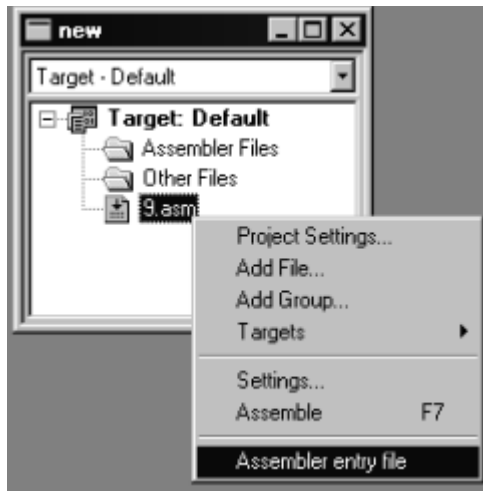 new
Target - Default
Target: Default
Assembler Files
Other Files
9.asm
Project Settings...
Add File...
Add Group...
Targets
Settings...
Assemble F7
Assembler entry file